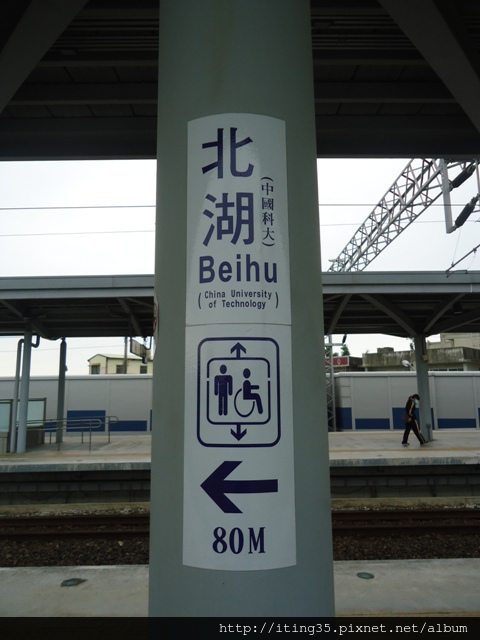 北湖
(中國科大)
Beihu
(China University
of Technology)
80M
http://iting35.pixnet.net/album